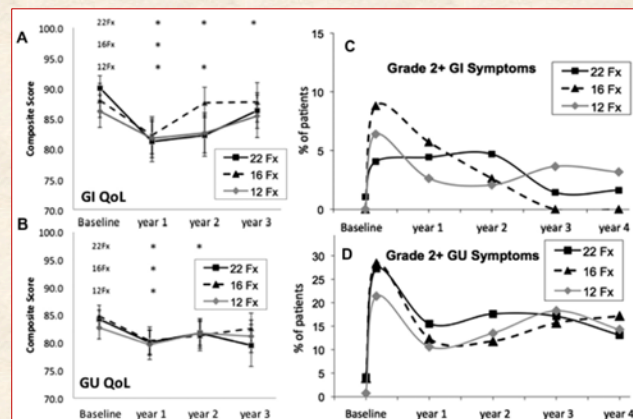 A
22Fx * * *
16Fx *
12Fx * *
100.0
95.0
90.0
85.0
80.0
75.0
70.0
Composite Score
22 Fx
16 Fx
12 Fx
GI QoL
Baseline year 1 year 2 year 3
B
22Fx * *
16Fx *
12Fx *
100.0
95.0
90.0
85.0
80.0
75.0
70.0
Composite Score
22 Fx
16 Fx
12 Fx
GU QoL
Baseline year 1 year 2 year 3
C
Grade 2+ GI Symptoms
22 Fx
16 Fx
12 Fx
15
10
5
0
% of patients
Baseline year 1 year 2 year 3 year 4
D
Grade 2+ GU Symptoms
22 Fx
16 Fx
12 Fx
30
25
20
15
10
5
0
% of patients
Baseline year 1 year 2 year 3 year 4